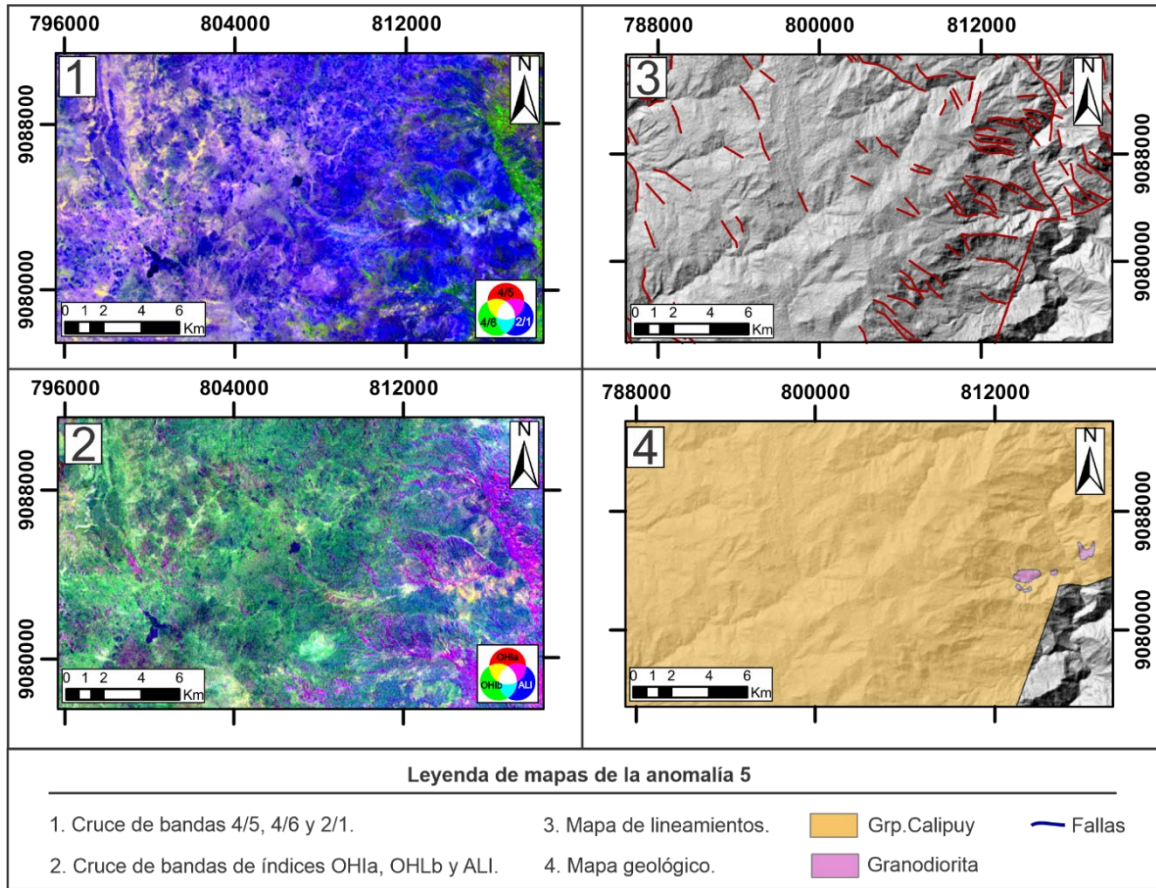 796000 804000 812000
1
N
9088000
9080000
0 1 2 4 6
Km
4/5
4/6 2/1
788000 800000 812000
3
N
9088000
9080000
0 1 2 4 6
Km
796000 804000 812000
2
N
9088000
9080000
0 1 2 4 6
Km
OHIa
OHIb ALI
788000 800000 812000
4
N
9088000
9080000
0 1 2 4 6
Km
Leyenda de mapas de la anomalía 5
1. Cruce de bandas 4/5, 4/6 y 2/1.
2. Cruce de bandas de índices OHIa, OHLb y ALI.
3. Mapa de lineamientos.
4. Mapa geológico.
Grp.Calipuy
Granodiorita
Fallas